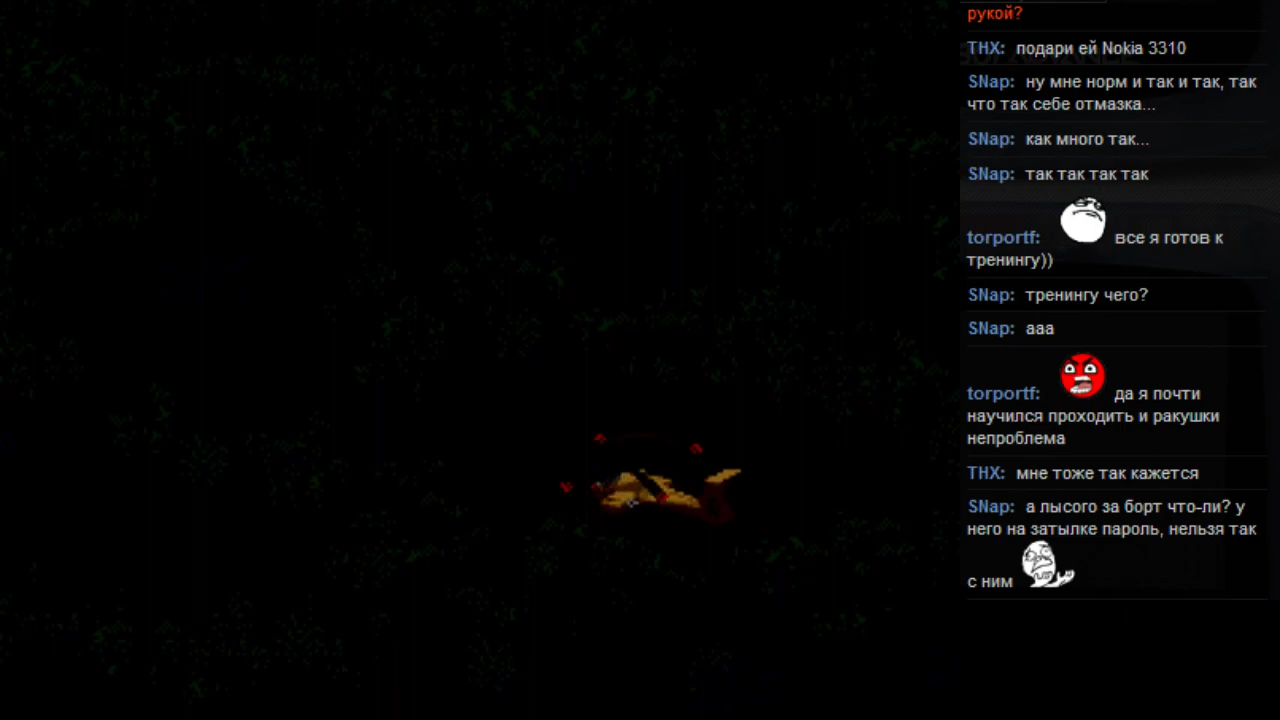 рукой?
THX: подари ей Nokia 3310
SNap: ну мне норм и так и так, так
что так себе отмазка...
SNap: как много так...
SNap: так так так так
torportf: все я готов к
тренингу))
SNap: тренингу чего?
SNap: ааа
torportf: да я почти
научился проходить и ракушки
непроблема
THX: мне тоже так кажется
SNap: а лысого за борт что-ли? у
него на затылке пароль, нельзя так
с ним